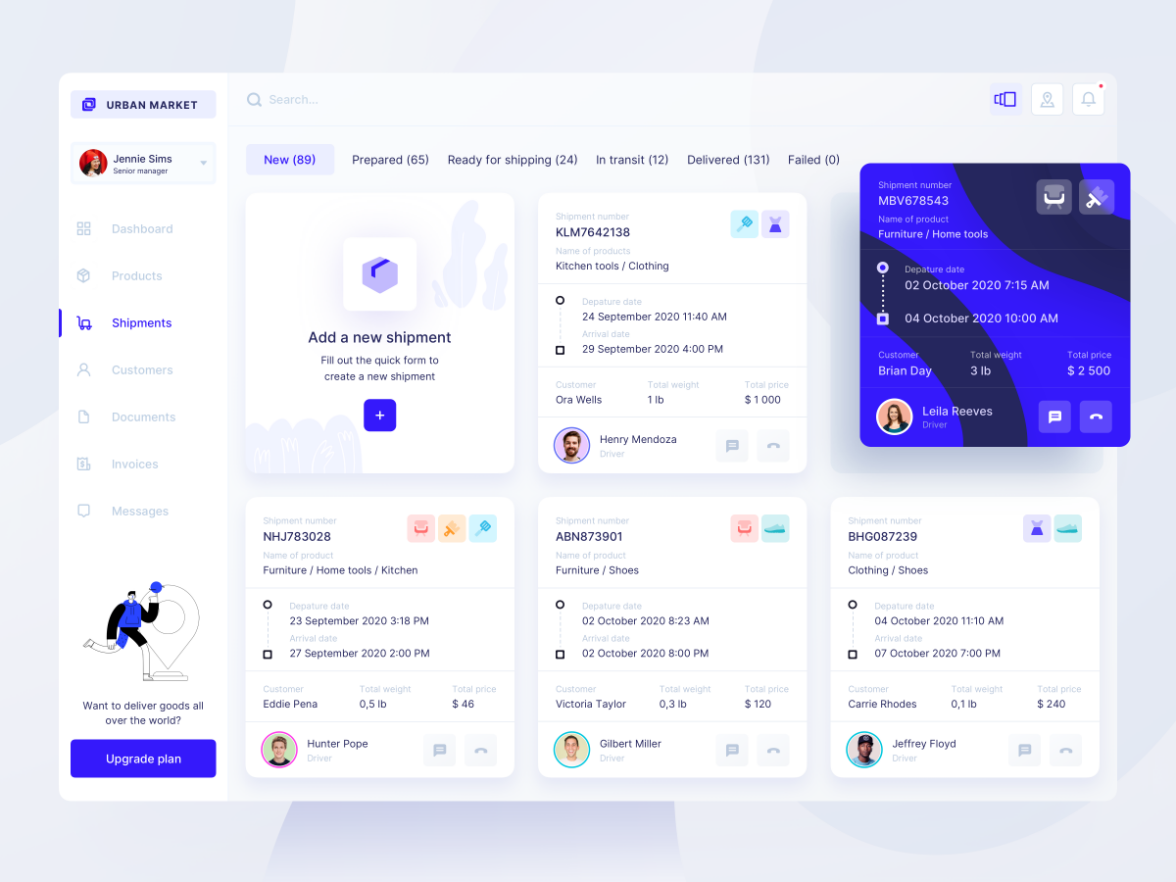 URBAN MARKET
Search...
Jennie Sims
Senior manager
Dashboard
Products
Shipments
Customers
Documents
Invoices
Messages
Want to deliver goods all
over the world?
Upgrade plan
New (89)
Prepared (65)
Ready for shipping (24)
In transit (12)
Delivered (131)
Failed (0)
Add a new shipment
Fill out the quick form to
create a new shipment
+
Shipment number
KLM7642138
Name of products
Kitchen tools / Clothing
Depature date
24 September 2020 11:40 AM
Arrival date
29 September 2020 4:00 PM
Customer Total weight Total price
Ora Wells 1 lb $ 1 000
Henry Mendoza
Driver
Shipment number
MBV678543
Name of product
Furniture / Home tools
Depature date
02 October 2020 7:15 AM
04 October 2020 10:00 AM
Customer Total weight Total price
Brian Day 3 lb $ 2 500
Leila Reeves
Driver
Shipment number
NHJ783028
Name of product
Furniture / Home tools / Kitchen
Depature date
23 September 2020 3:18 PM
Arrival date
27 September 2020 2:00 PM
Customer Total weight Total price
Eddie Pena 0,5 lb $ 46
Hunter Pope
Driver
Shipment number
ABN873901
Name of product
Furniture / Shoes
Depature date
02 October 2020 8:23 AM
Arrival date
02 October 2020 8:00 PM
Customer Total weight Total price
Victoria Taylor 0,3 lb $ 120
Gilbert Miller
Driver
Shipment number
BHG087239
Name of product
Clothing / Shoes
Depature date
04 October 2020 11:10 AM
Arrival date
07 October 2020 7:00 PM
Customer Total weight Total price
Carrie Rhodes 0,1 lb $ 240
Jeffrey Floyd
Driver